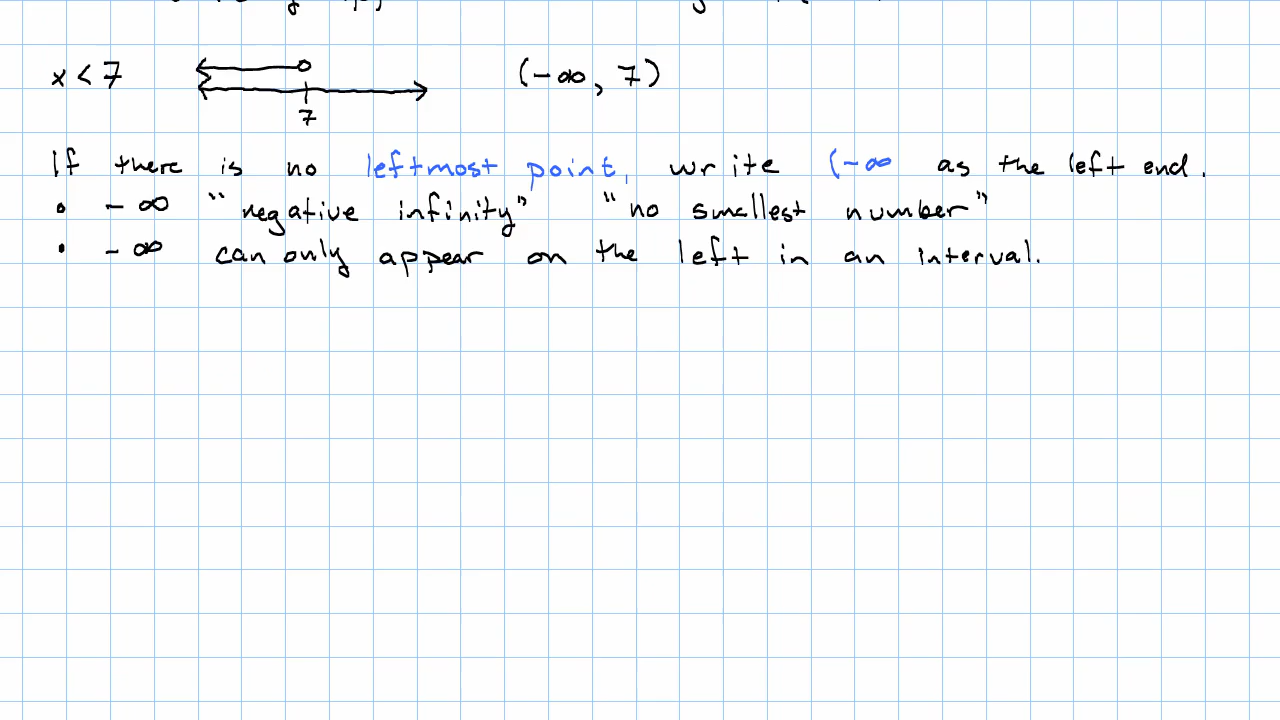 x < 7 (-∞, 7)
7
If there is no leftmost point, write (-∞ as the left end.
• -∞ "negative infinity" "no smallest number"
• -∞ can only appear on the left in an interval.